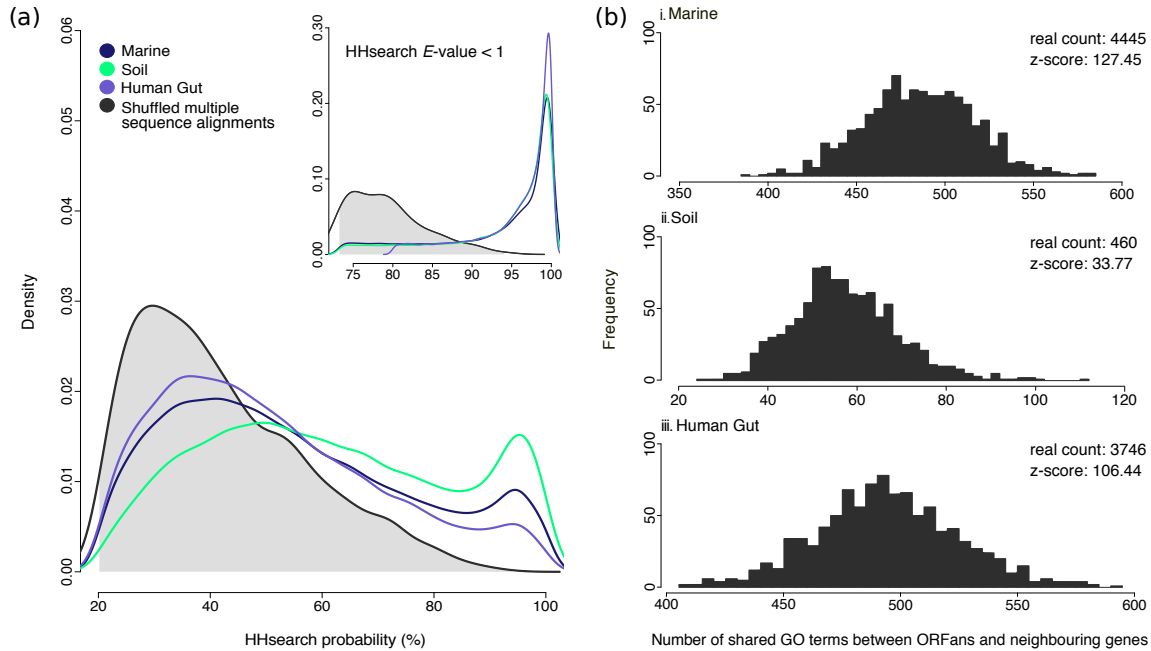 (a)
0.06
0.05
0.04
0.03
0.02
0.01
0.00
Density
Marine
Soil
Human Gut
Shuffled multiple
sequence alignments
HHsearch E-value < 1
0.30
0.20
0.10
0.00
75 80 85 90 95 100
20 40 60 80 100
HHsearch probability (%)
(b)
i. Marine
real count: 4445
z-score: 127.45
100
50
0
350 400 450 500 550 600
ii.Soil
real count: 460
z-score: 33.77
100
50
0
20 40 60 80 100 120
Frequency
iii. Human Gut
real count: 3746
z-score: 106.44
100
50
0
400 450 500 550 600
Number of shared GO terms between ORFans and neighbouring genes